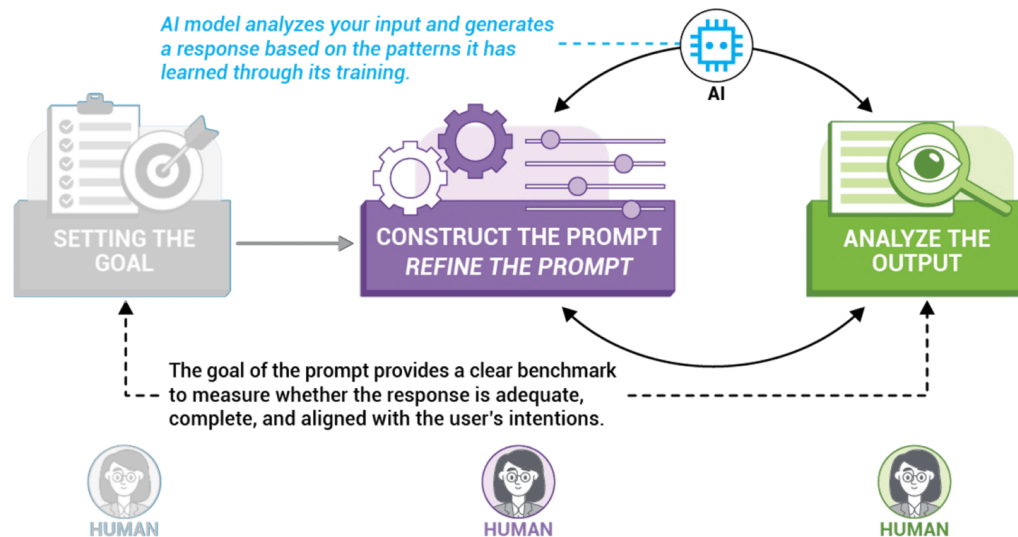 AI model analyzes your input and generates
a response based on the patterns it has
learned through its training.
AI
SETTING THE
GOAL
CONSTRUCT THE PROMPT
REFINE THE PROMPT
ANALYZE THE
OUTPUT
The goal of the prompt provides a clear benchmark
to measure whether the response is adequate,
complete, and aligned with the user's intentions.
HUMAN
HUMAN
HUMAN